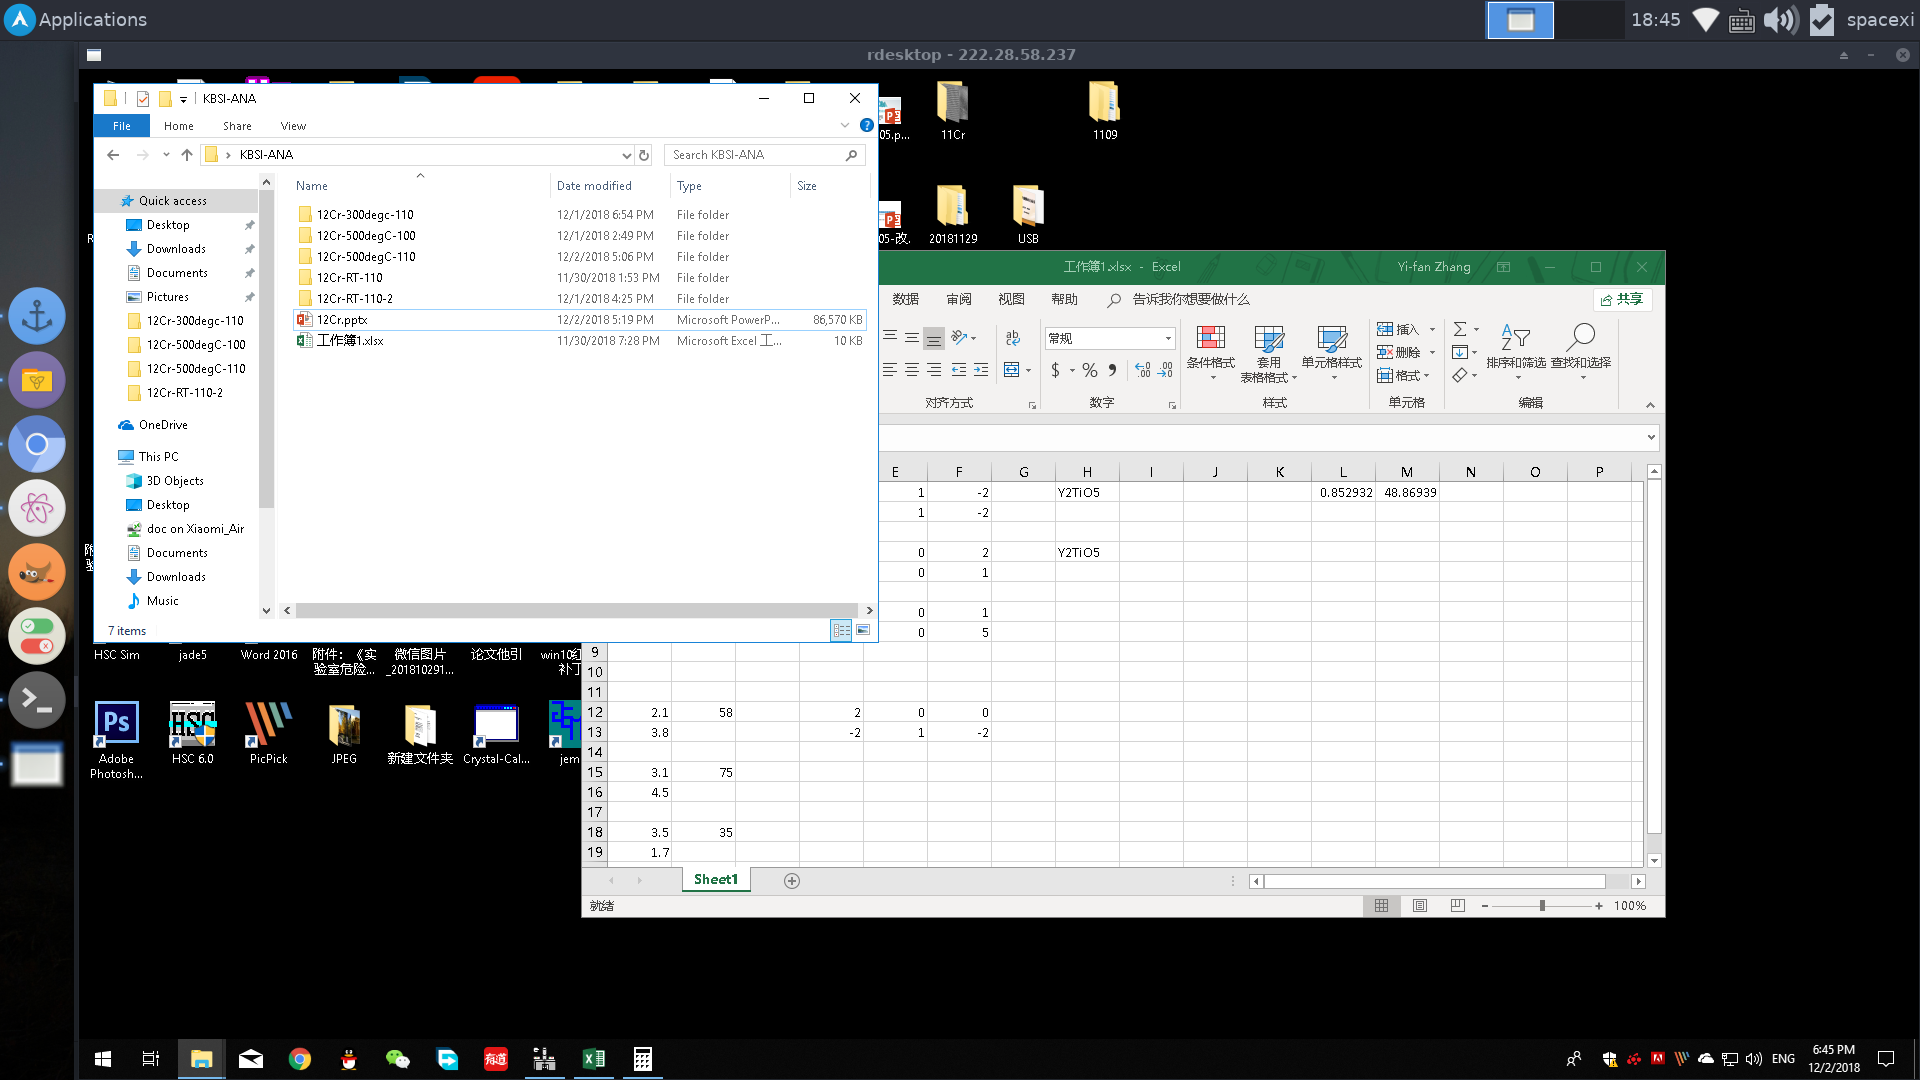 Applications
18:45
spacexi
rdesktop - 222.28.58.237
KBSI-ANA
File
Home
Share
View
KBSI-ANA
Search KBSI-ANA
Name
Date modified
Type
Size
Quick access
Desktop
Downloads
Documents
Pictures
12Cr-300degc-110
12Cr-500degC-100
12Cr-500degC-110
12Cr-RT-110-2
OneDrive
This PC
3D Objects
Desktop
doc on Xiaomi_Air
Documents
Downloads
Music
12Cr-300degc-110 12/1/2018 6:54 PM File folder
12Cr-500degC-100 12/1/2018 2:49 PM File folder
12Cr-500degC-110 12/2/2018 5:06 PM File folder
12Cr-RT-110 11/30/2018 1:53 PM File folder
12Cr-RT-110-2 12/1/2018 4:25 PM File folder
12Cr.pptx 12/2/2018 5:19 PM Microsoft PowerP... 86,570 KB
工作簿1.xlsx 11/30/2018 7:28 PM Microsoft Excel 工... 10 KB
7 items
05.p...
11Cr
1109
05-改.
20181129
USB
工作簿1.xlsx - Excel
Yi-fan Zhang
数据
审阅
视图
帮助
告诉我你想要做什么
共享
常规
条件格式
套用
表格格式
单元格样式
插入
删除
格式
排序和筛选
查找和选择
对齐方式
数字
样式
单元格
编辑
E F G H I J K L M N O P
1 -2 Y2TiO5 0.852932 48.86939
1 -2
0 2 Y2TiO5
0 1
0 1
0 5
9
10
11
12 2.1 58 2 0 0
13 3.8 -2 1 -2
14
15 3.1 75
16 4.5
17
18 3.5 35
19 1.7
Sheet1
就绪
100%
HSC Sim
jade5
Word 2016
附件：《实
验室危险...
微信图片
_201810291...
论文他引
Adobe
Photosh...
HSC 6.0
PicPick
JPEG
新建文件夹
Crystal-Cal...
jem
ENG
6:45 PM
12/2/2018